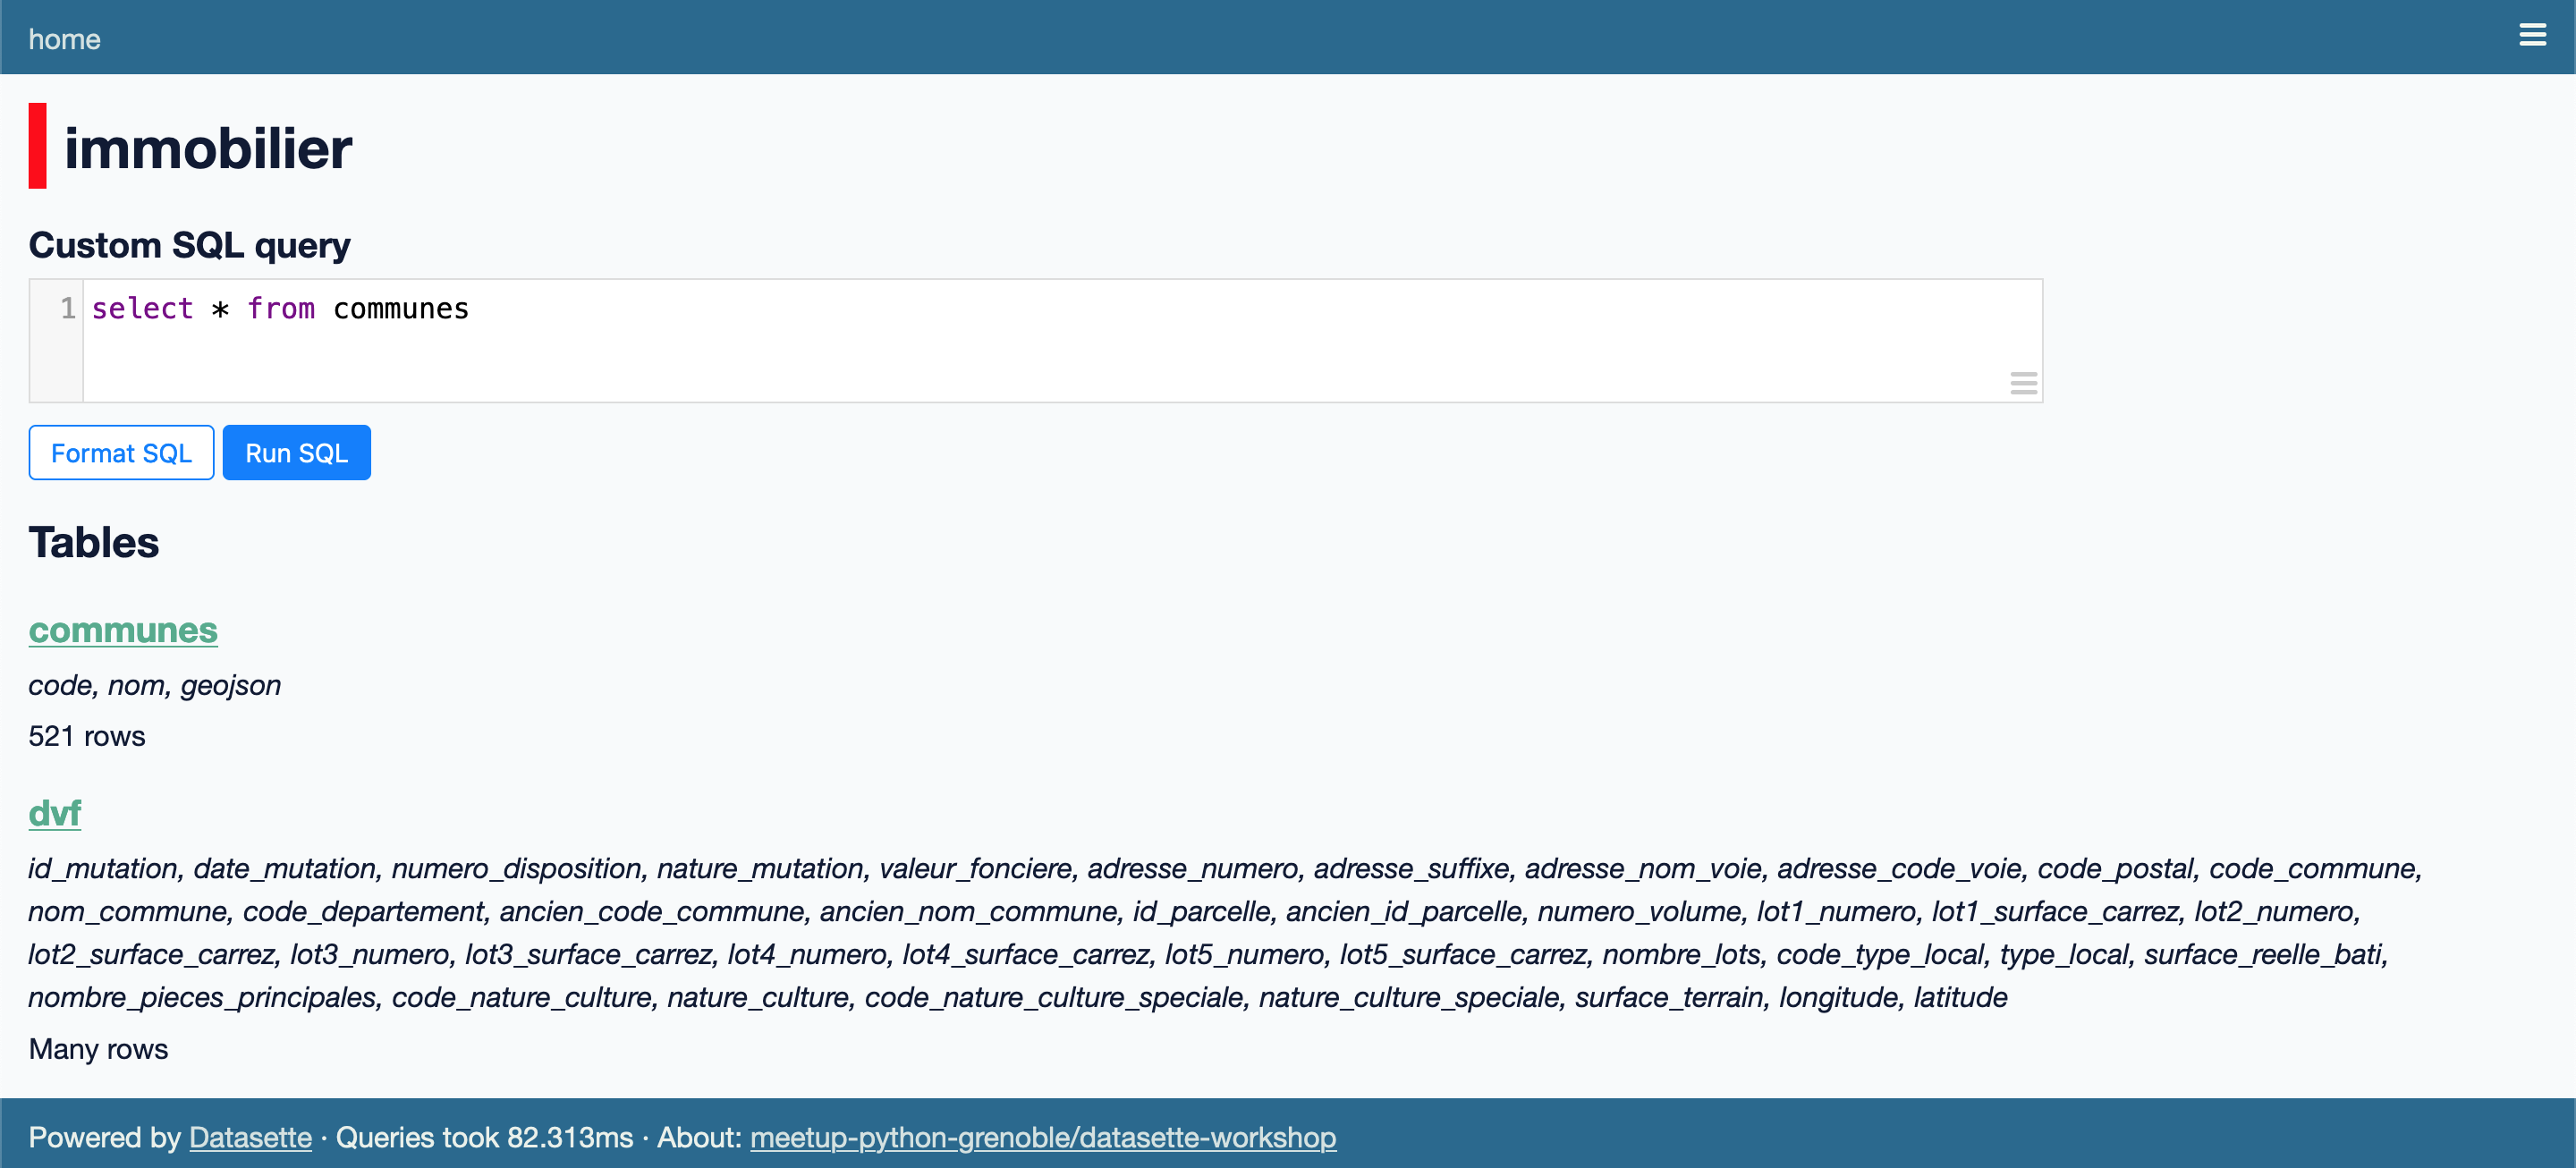 home
immobilier
Custom SQL query
1 select * from communes
Format SQL Run SQL
Tables
communes
code, nom, geojson
521 rows
dvf
id_mutation, date_mutation, numero_disposition, nature_mutation, valeur_fonciere, adresse_numero, adresse_suffixe, adresse_nom_voie, adresse_code_voie, code_postal, code_commune,
nom_commune, code_departement, ancien_code_commune, ancien_nom_commune, id_parcelle, ancien_id_parcelle, numero_volume, lot1_numero, lot1_surface_carrez, lot2_numero,
lot2_surface_carrez, lot3_numero, lot3_surface_carrez, lot4_numero, lot4_surface_carrez, lot5_numero, lot5_surface_carrez, nombre_lots, code_type_local, type_local, surface_reelle_bati,
nombre_pieces_principales, code_nature_culture, nature_culture, code_nature_culture_speciale, nature_culture_speciale, surface_terrain, longitude, latitude
Many rows
Powered by Datasette · Queries took 82.313ms · About: meetup-python-grenoble/datasette-workshop